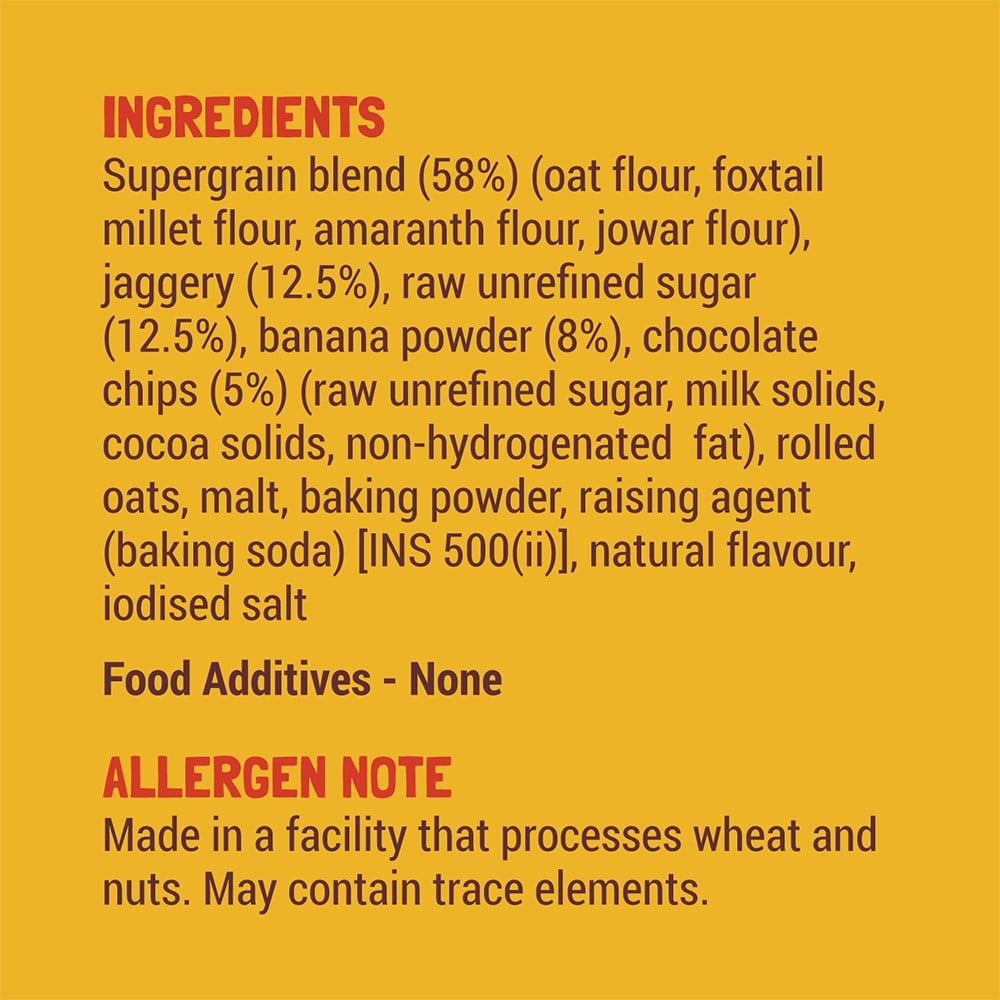 INGREDIENTS
Supergrain blend (58%) (oat flour, foxtail
millet flour, amaranth flour, jowar flour),
jaggery (12.5%), raw unrefined sugar
(12.5%), banana powder (8%), chocolate
chips (5%) (raw unrefined sugar, milk solids,
cocoa solids, non-hydrogenated  fat), rolled
oats, malt, baking powder, raising agent
(baking soda) [INS 500(ii)], natural flavour,
iodised salt
Food Additives - None
ALLERGEN NOTE
Made in a facility that processes wheat and
nuts. May contain trace elements.